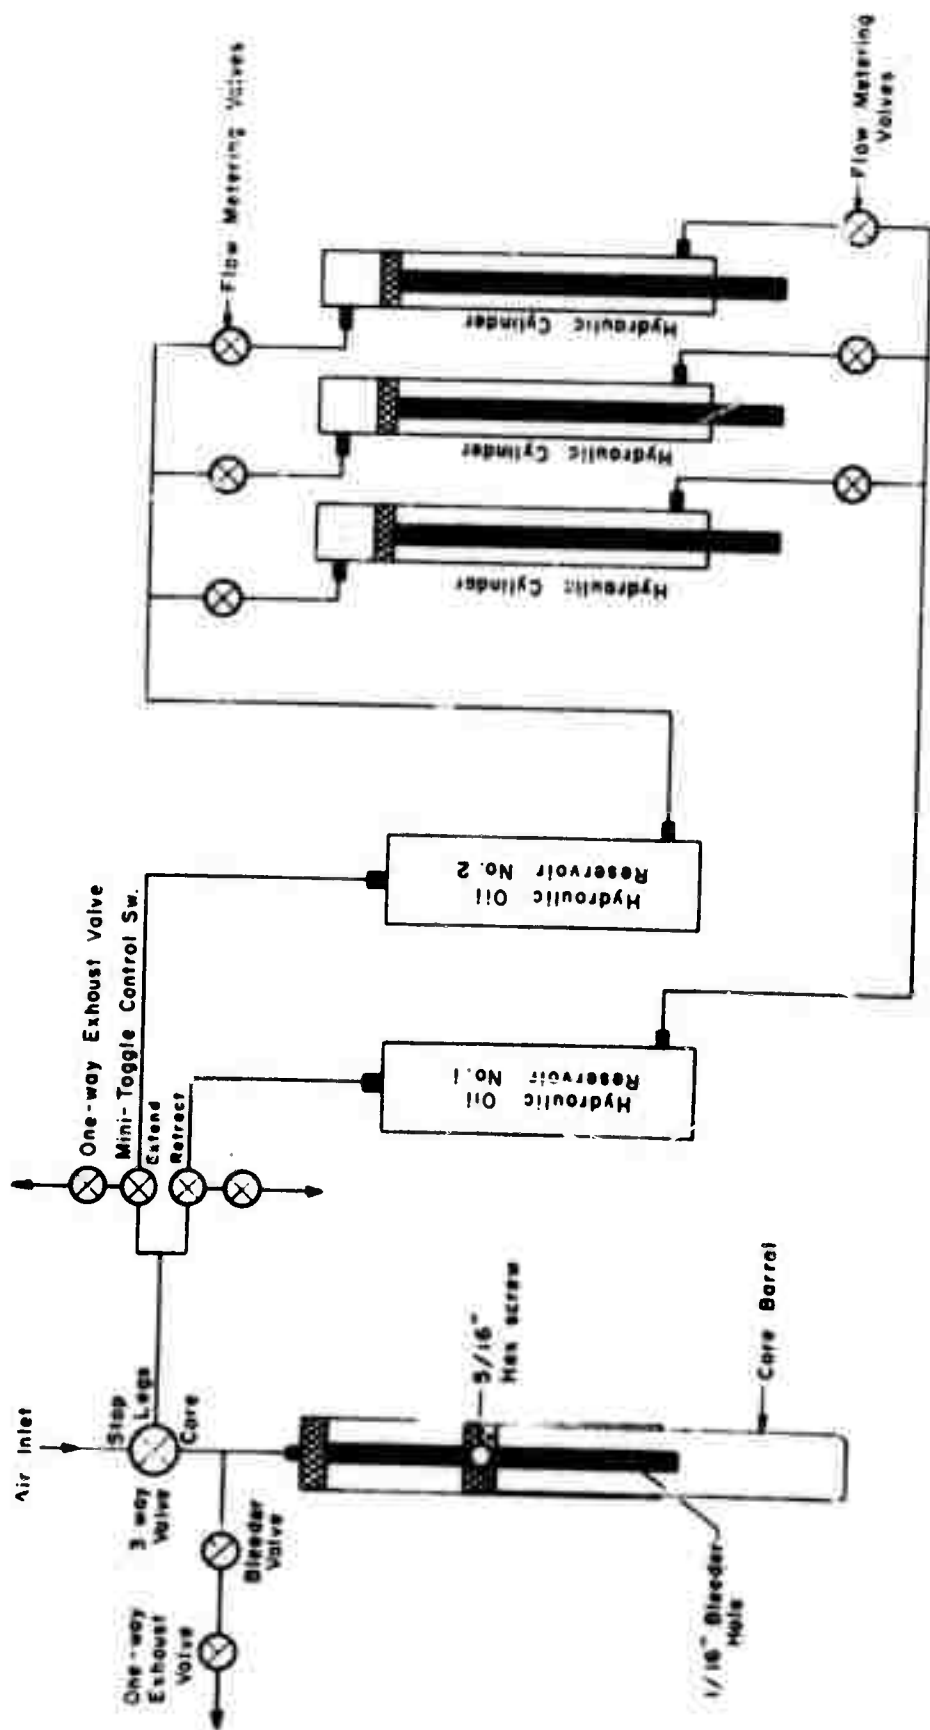 Air Inlet
Stop
Legs
Core
3-way
Valve
Bleeder
Valve
One-way
Exhaust
Valve
5/16"
Hex screw
Core Barrel
1/16" Bleeder
Hole
One-way Exhaust Valve
Mini-Toggle Control Sw.
Extend
Retract
Hydraulic Oil
Reservoir No. 1
Hydraulic Oil
Reservoir No. 2
Hydraulic Cylinder
Hydraulic Cylinder
Hydraulic Cylinder
Flow Metering Valves
Flow Metering
Valves